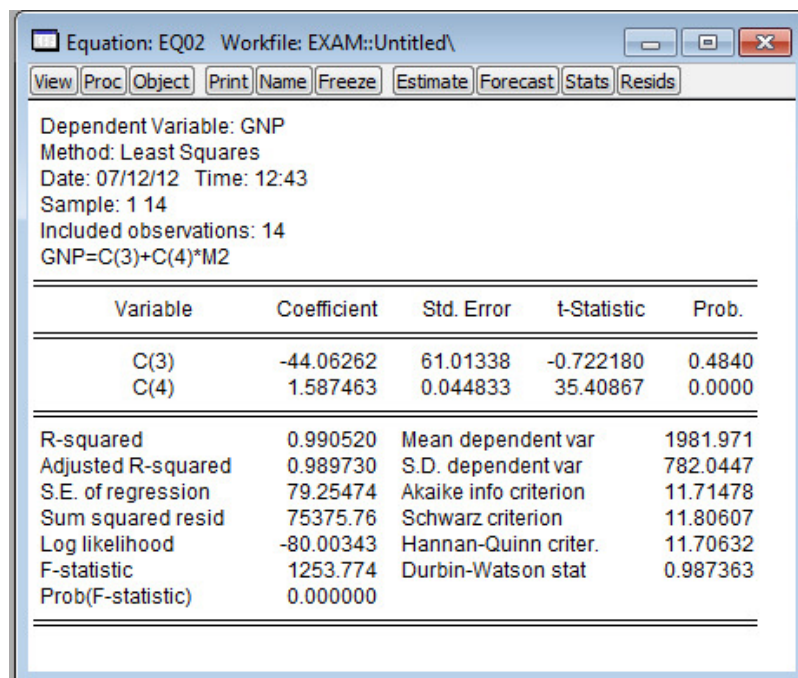 Equation: EQ02 Workfile: EXAM::Untitled\
View Proc Object Print Name Freeze Estimate Forecast Stats Resids
Dependent Variable: GNP
Method: Least Squares
Date: 07/12/12 Time: 12:43
Sample: 1 14
Included observations: 14
GNP=C(3)+C(4)*M2
Variable Coefficient Std. Error t-Statistic Prob.
C(3) -44.06262 61.01338 -0.722180 0.4840
C(4) 1.587463 0.044833 35.40867 0.0000
R-squared 0.990520 Mean dependent var 1981.971
Adjusted R-squared 0.989730 S.D. dependent var 782.0447
S.E. of regression 79.25474 Akaike info criterion 11.71478
Sum squared resid 75375.76 Schwarz criterion 11.80607
Log likelihood -80.00343 Hannan-Quinn criter. 11.70632
F-statistic 1253.774 Durbin-Watson stat 0.987363
Prob(F-statistic) 0.000000